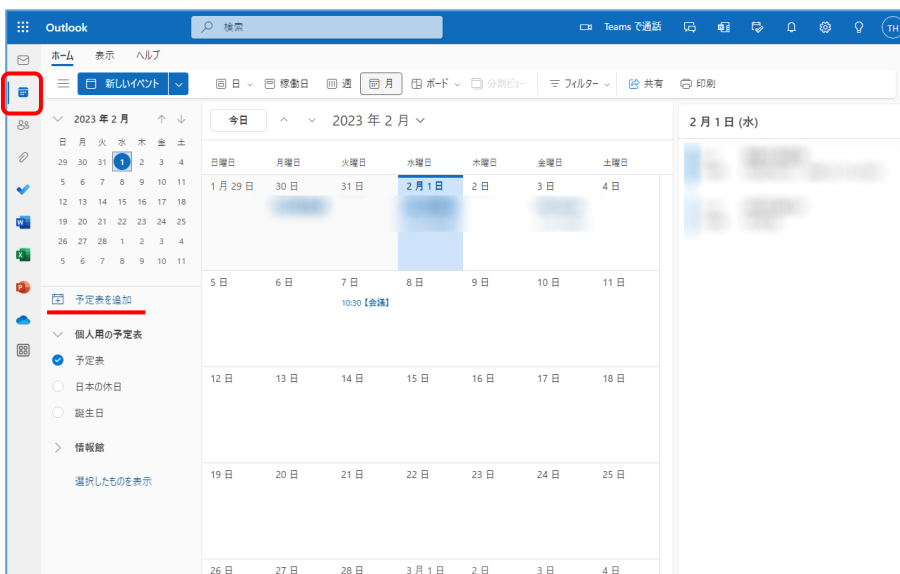 Outlook
検索
Teams で通話
TH
ホーム 表示 ヘルプ
新しいイベント 日 稼働日 週 月 ボード 分割ビュー フィルター 共有 印刷
2023 年 2 月
日 月 火 水 木 金 土
29 30 31 1 2 3 4
5 6 7 8 9 10 11
12 13 14 15 16 17 18
19 20 21 22 23 24 25
26 27 28 1 2 3 4
5 6 7 8 9 10 11
予定表を追加
個人用の予定表
予定表
日本の休日
誕生日
情報館
選択したものを表示
今日 2023 年 2 月
日曜日 月曜日 火曜日 水曜日 木曜日 金曜日 土曜日
1 月 29 日 30 日 31 日 2 月 1 日 2 日 3 日 4 日
5 日 6 日 7 日 8 日 9 日 10 日 11 日
10:30【会議】
12 日 13 日 14 日 15 日 16 日 17 日 18 日
19 日 20 日 21 日 22 日 23 日 24 日 25 日
26 日 27 日 28 日 3 月 1 日 2 日 3 日 4 日
2 月 1 日 (水)